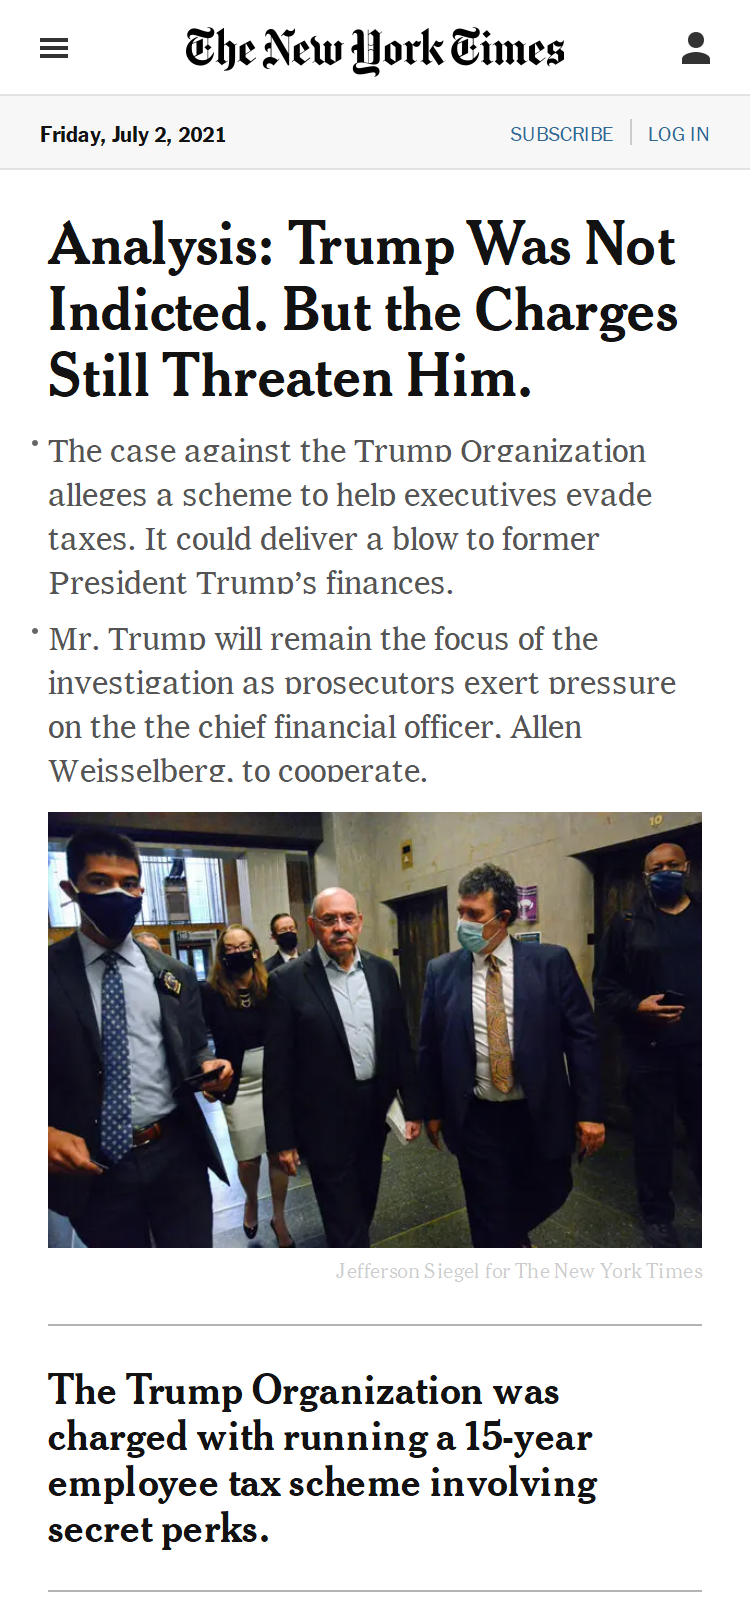 The New York Times
Friday, July 2, 2021
SUBSCRIBE
LOG IN
Analysis: Trump Was Not
Indicted. But the Charges
Still Threaten Him.
• The case against the Trump Organization
alleges a scheme to help executives evade
taxes. It could deliver a blow to former
President Trump’s finances.
• Mr. Trump will remain the focus of the
investigation as prosecutors exert pressure
on the the chief financial officer, Allen
Weisselberg, to cooperate.
10
Jefferson Siegel for The New York Times
The Trump Organization was
charged with running a 15-year
employee tax scheme involving
secret perks.